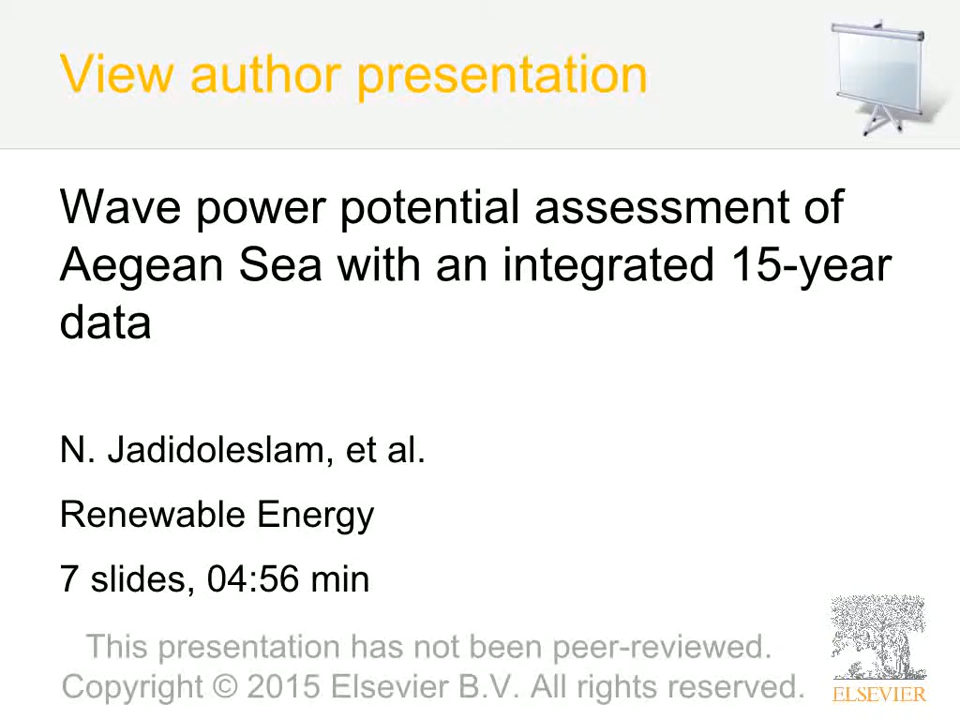 View author presentation
Wave power potential assessment of
Aegean Sea with an integrated 15-year
data
N. Jadidoleslam, et al.
Renewable Energy
7 slides, 04:56 min
This presentation has not been peer-reviewed.
Copyright © 2015 Elsevier B.V. All rights reserved.
ELSEVIER